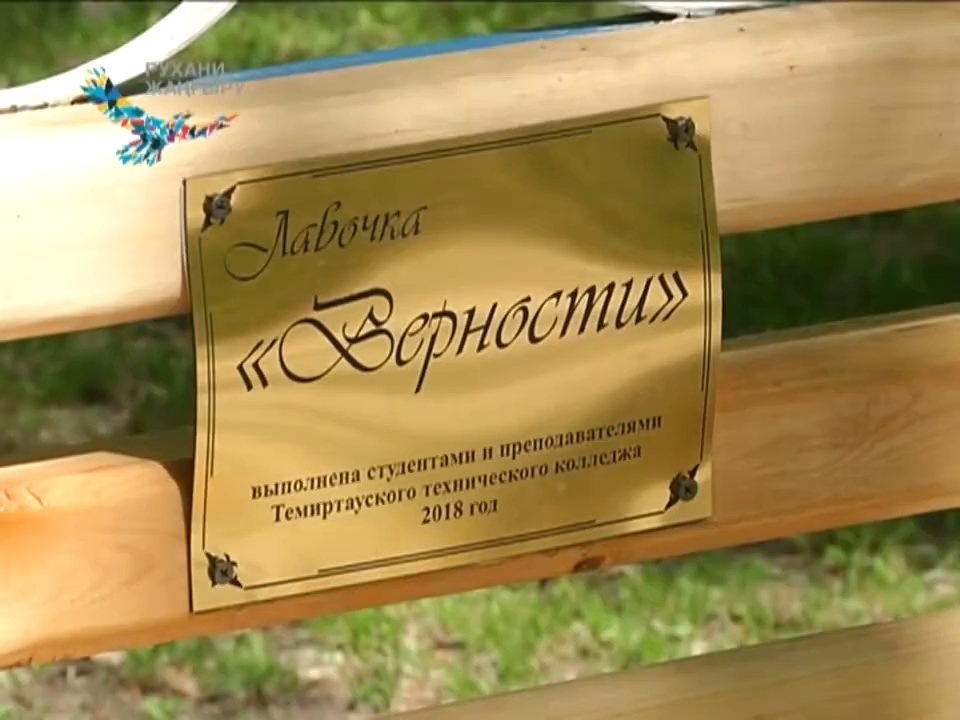 РУХАНИ
ЖАҢҒЫРУ
Лавочка
«Верности»
выполнена студентами и преподавателями
Темиртауского технического колледжа
2018 год